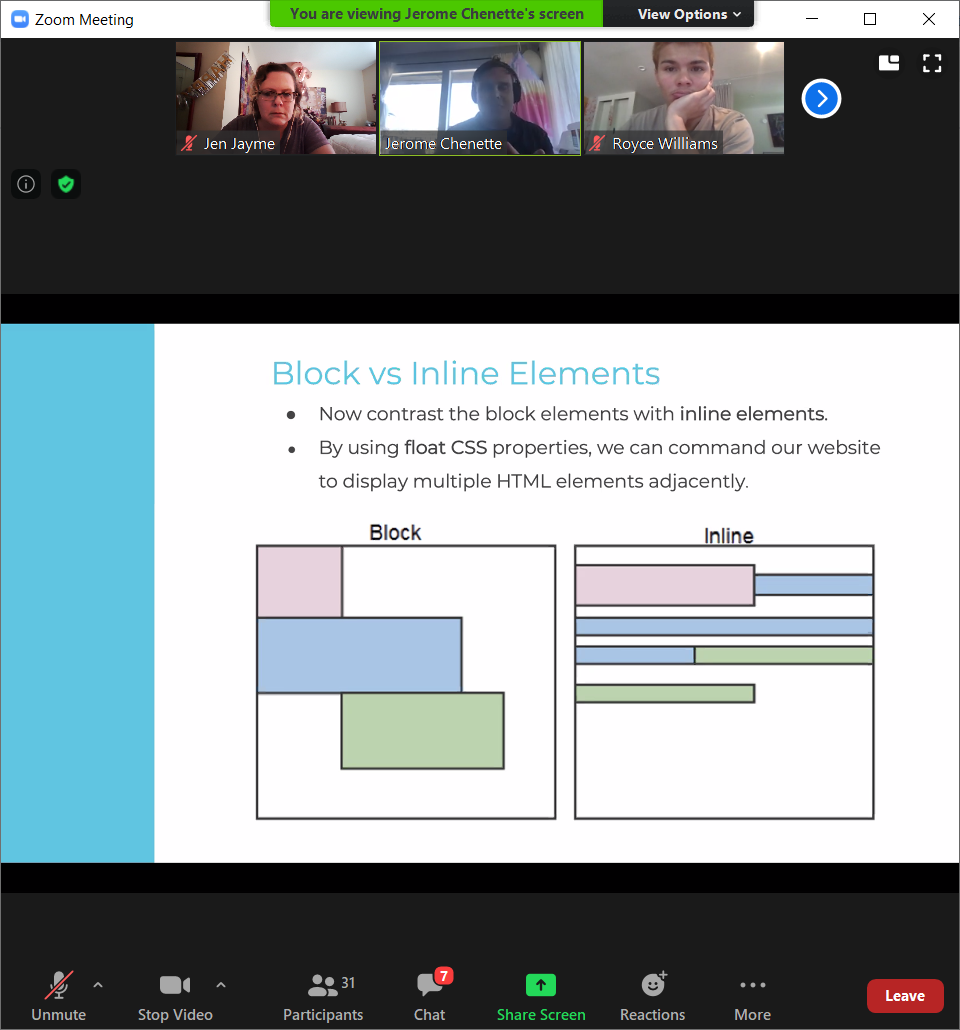 Zoom Meeting
You are viewing Jerome Chenette's screen
View Options
Jen Jayme
Jerome Chenette
Royce Williams
Block vs Inline Elements
● Now contrast the block elements with inline elements.
● By using float CSS properties, we can command our website
to display multiple HTML elements adjacently.
Block
Inline
31
7
Unmute
Stop Video
Participants
Chat
Share Screen
Reactions
More
Leave